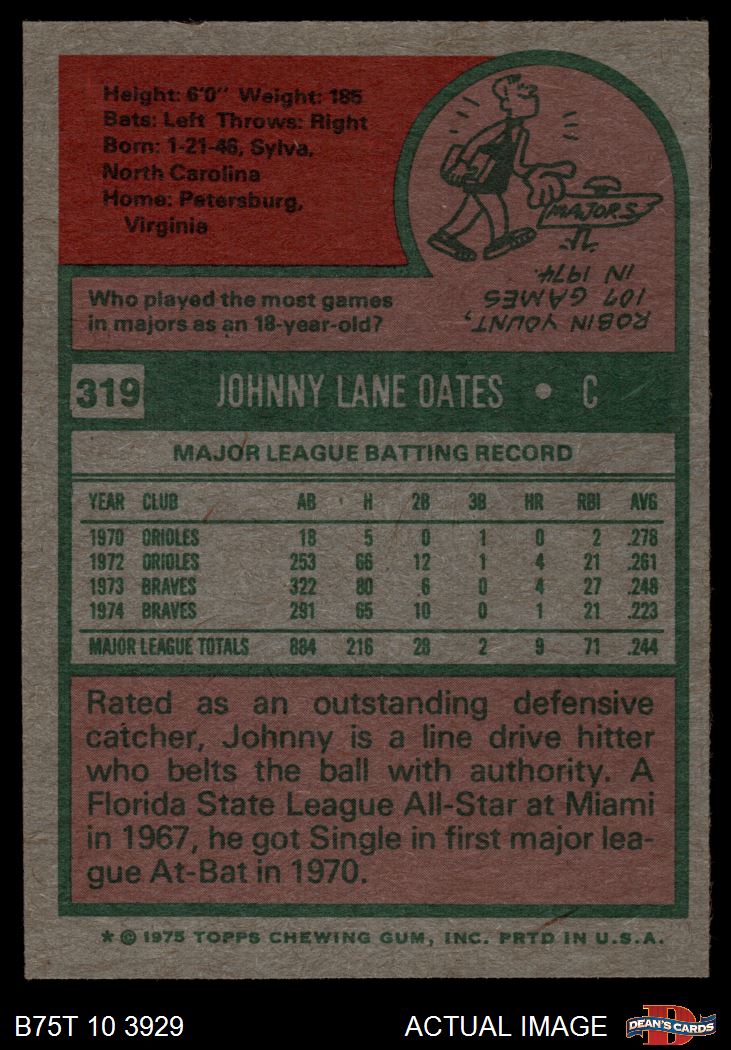 Height: 6'0" Weight: 185
Bats: Left Throws: Right
Born: 1-21-46, Sylva,
North Carolina
Home: Petersburg,
Virginia
MAJORS
Who played the most games
in majors as an 18-year-old?
ROBIN YOUNT,
107 GAMES
IN 1974.
319 JOHNNY LANE OATES • C
MAJOR LEAGUE BATTING RECORD
YEAR CLUB AB H 2B 3B HR RBI AVG
1970 ORIOLES 18 5 0 1 0 2 .278
1972 ORIOLES 253 66 12 1 4 21 .261
1973 BRAVES 322 80 6 0 4 27 .248
1974 BRAVES 291 65 10 0 1 21 .223
MAJOR LEAGUE TOTALS 884 216 28 2 9 71 .244
Rated as an outstanding defensive
catcher, Johnny is a line drive hitter
who belts the ball with authority. A
Florida State League All-Star at Miami
in 1967, he got Single in first major lea-
gue At-Bat in 1970.
* © 1975 TOPPS CHEWING GUM, INC. PRTD IN U.S.A.
B75T 10 3929 ACTUAL IMAGE DEAN'S CARDS